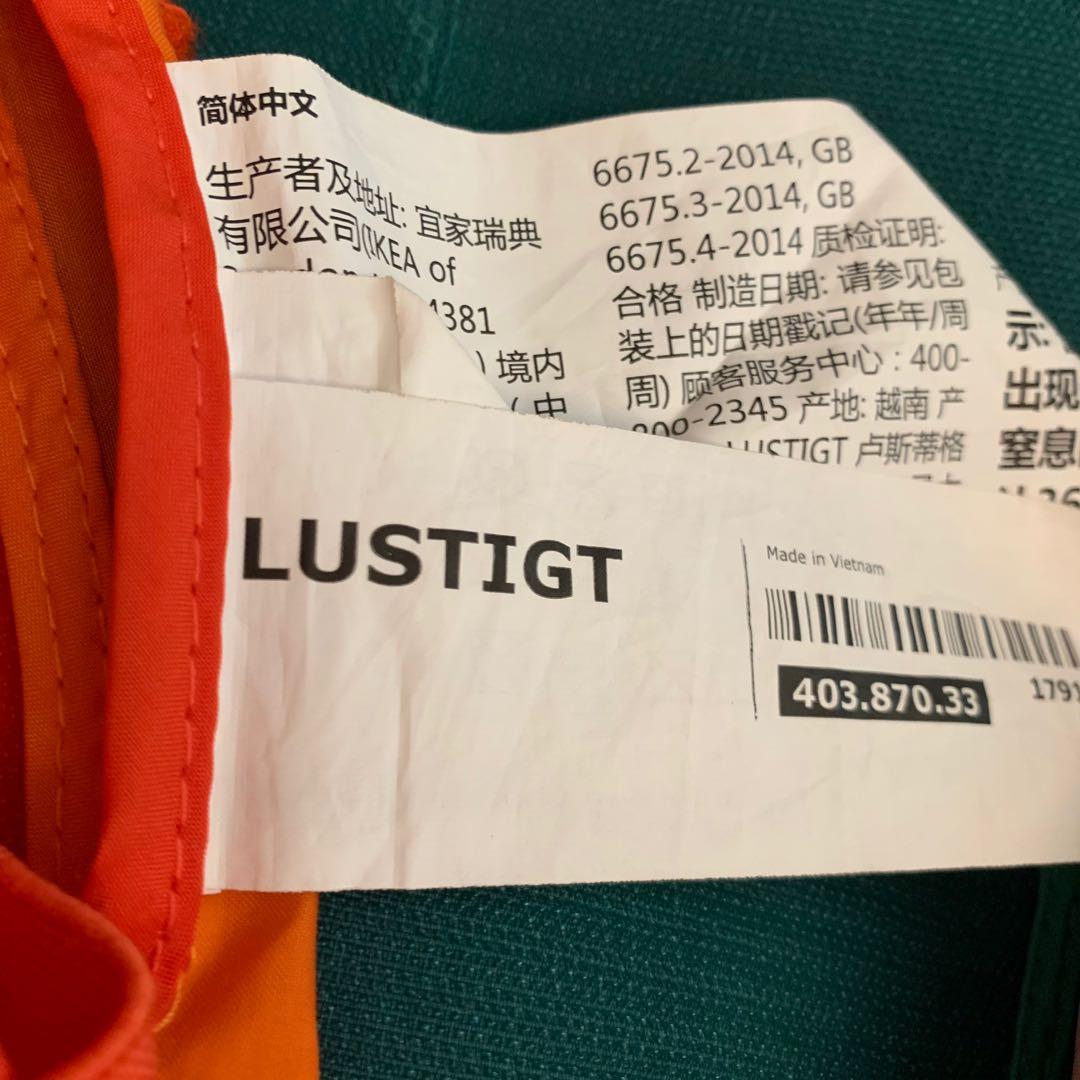 简体中文
生产者及地址: 宜家瑞典
有限公司(IKEA of
4381
) 境内
(中
6675.2-2014, GB
6675.3-2014, GB
6675.4-2014 质检证明:
合格 制造日期: 请参见包
装上的日期戳记(年年/周
周) 顾客服务中心：400-
-2345 产地: 越南 产
LUSTIGT 卢斯蒂格
示:
出现
窒息
LUSTIGT
Made in Vietnam
403.870.33
1791